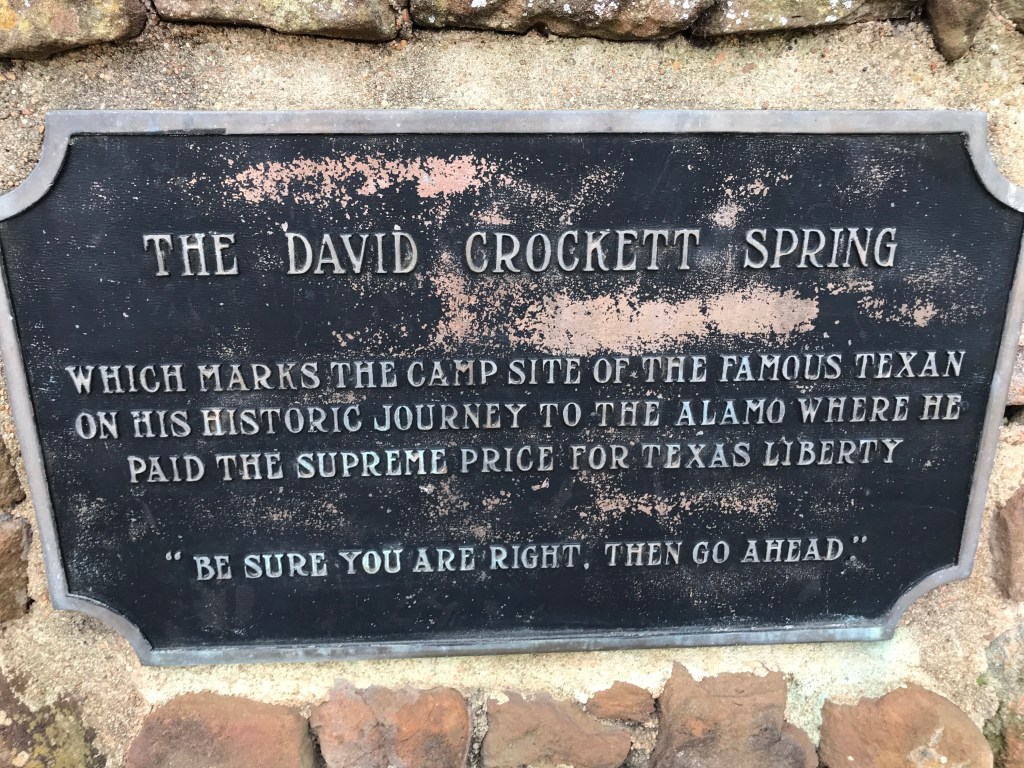 THE DAVID CROCKETT SPRING
WHICH MARKS THE CAMP SITE OF THE FAMOUS TEXAN
ON HIS HISTORIC JOURNEY TO THE ALAMO WHERE HE
PAID THE SUPREME PRICE FOR TEXAS LIBERTY
"BE SURE YOU ARE RIGHT, THEN GO AHEAD."